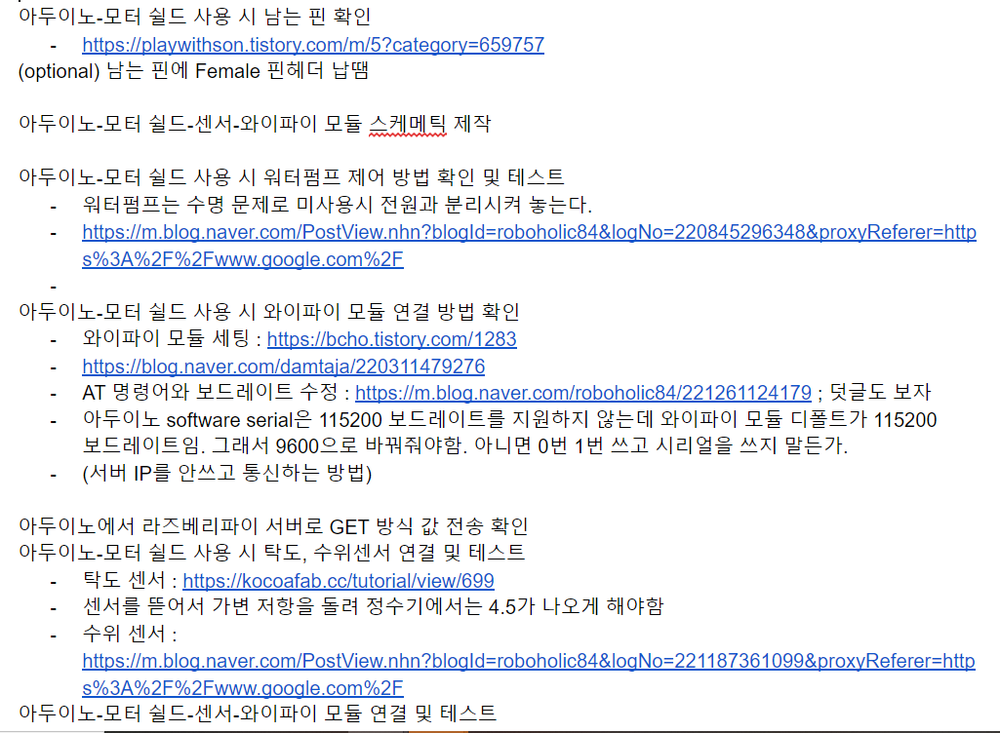 아두이노-모터 쉴드 사용 시 남는 핀 확인
- https://playwithson.tistory.com/m/5?category=659757
(optional) 남는 핀에 Female 핀헤더 납땜
아두이노-모터 쉴드-센서-와이파이 모듈 스케메틱 제작
아두이노-모터 쉴드 사용 시 워터펌프 제어 방법 확인 및 테스트
- 워터펌프는 수명 문제로 미사용시 전원과 분리시켜 놓는다.
- https://m.blog.naver.com/PostView.nhn?blogId=roboholic84&logNo=220845296348&proxyReferer=http
s%3A%2F%2Fwww.google.com%2F
-
아두이노-모터 쉴드 사용 시 와이파이 모듈 연결 방법 확인
- 와이파이 모듈 세팅 : https://bcho.tistory.com/1283
- https://blog.naver.com/damtaja/220311479276
- AT 명령어와 보드레이트 수정 : https://m.blog.naver.com/roboholic84/221261124179 ; 덧글도 보자
- 아두이노 software serial은 115200 보드레이트를 지원하지 않는데 와이파이 모듈 디폴트가 115200
보드레이트임. 그래서 9600으로 바꿔줘야함. 아니면 0번 1번 쓰고 시리얼을 쓰지 말든가.
- (서버 IP를 안쓰고 통신하는 방법)
아두이노에서 라즈베리파이 서버로 GET 방식 값 전송 확인
아두이노-모터 쉴드 사용 시 탁도, 수위센서 연결 및 테스트
- 탁도 센서 : https://kocoafab.cc/tutorial/view/699
- 센서를 뜯어서 가변 저항을 돌려 정수기에서는 4.5가 나오게 해야함
- 수위 센서 :
https://m.blog.naver.com/PostView.nhn?blogId=roboholic84&logNo=221187361099&proxyReferer=http
s%3A%2F%2Fwww.google.com%2F
아두이노-모터 쉴드-센서-와이파이 모듈 연결 및 테스트